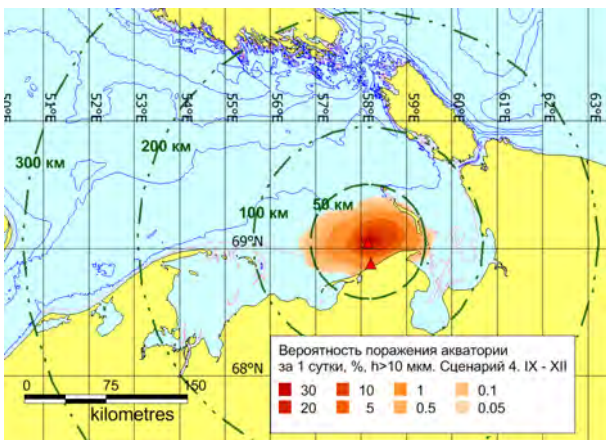 50°E 51°E 52°E 53°E 54°E 55°E 56°E 57°E 58°E 59°E 60°E 61°E 62°E 63°E
200 км
300 км
50 км
100 км
69°N
68°N
Вероятность поражения акватории
за 1 сутки, %, h>10 мкм. Сценарий 4. IX - XII
30 10 1 0.1
20 5 0.5 0.05
0 75 150
kilometres